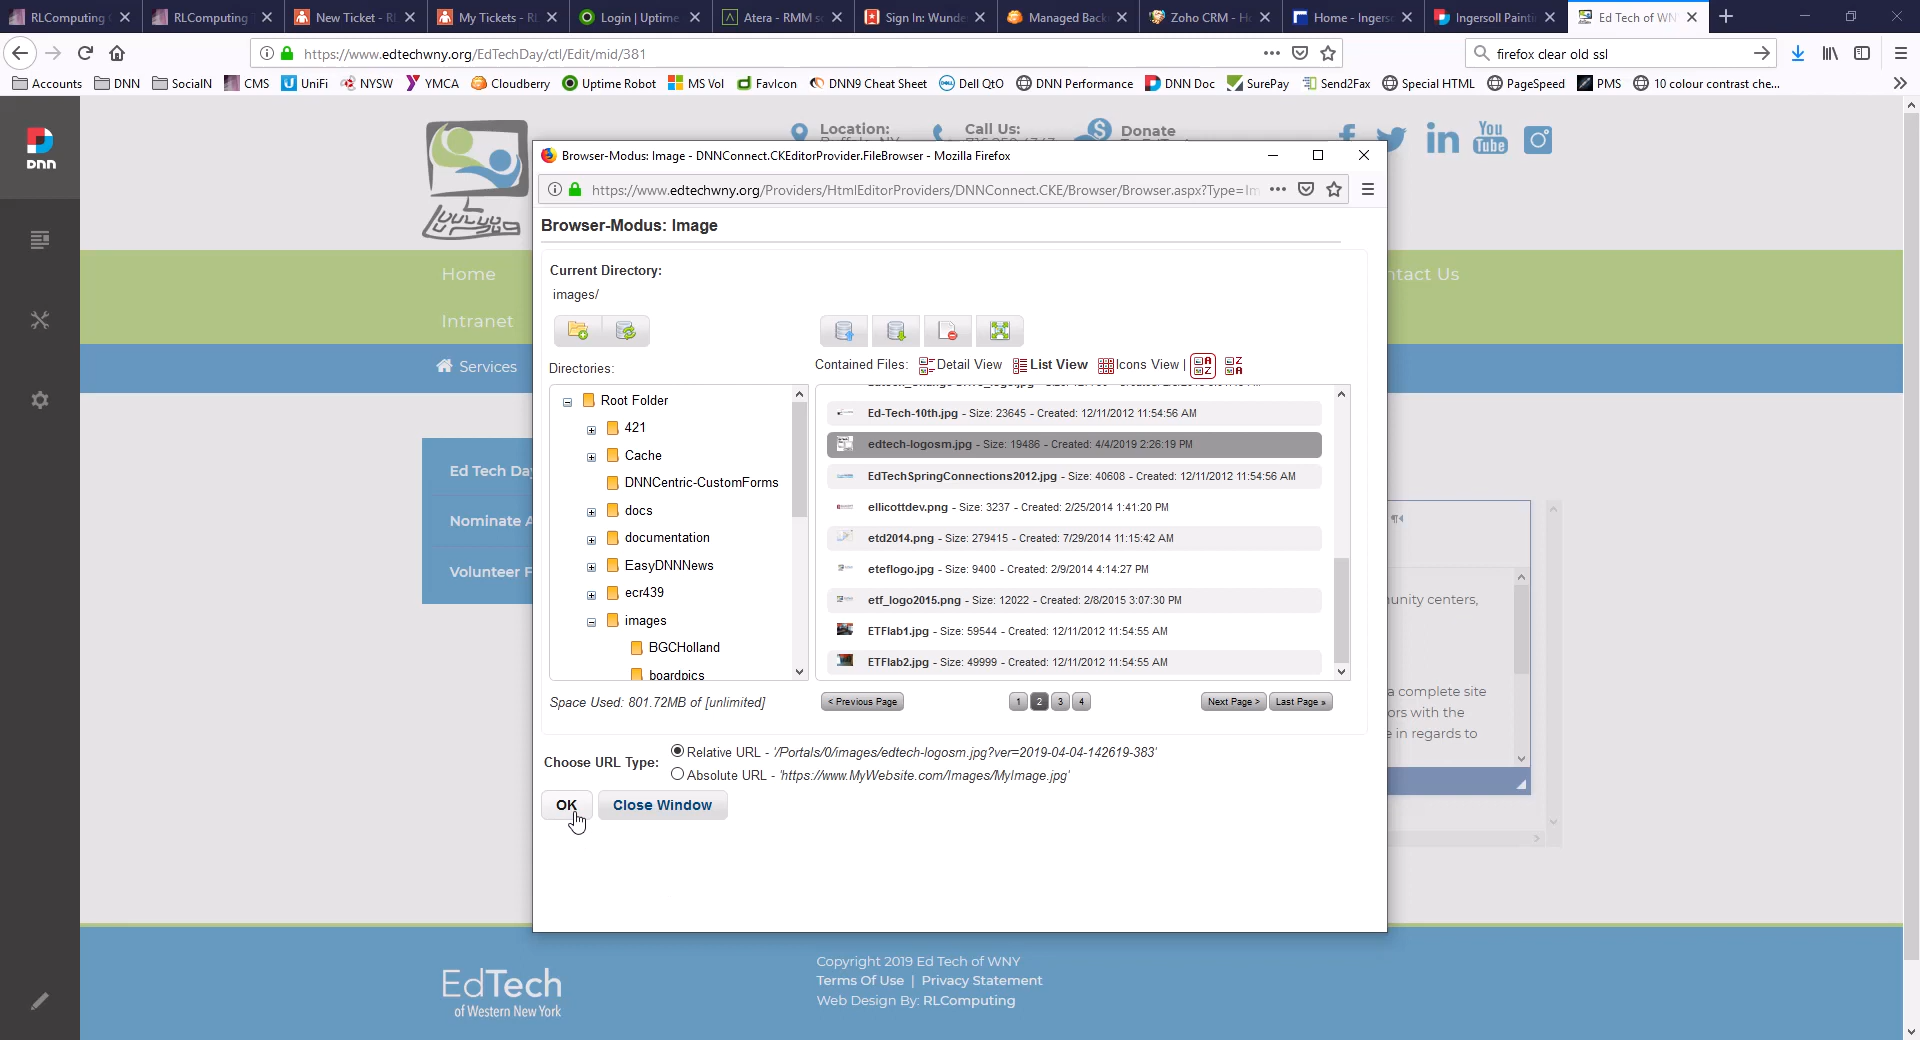 RLComputing
RLComputing
New Ticket - RL
My Tickets - RL
Login | Uptime
Atera - RMM so
Sign In: Wunde
Managed Back
Zoho CRM - Ho
Home - Ingerso
Ingersoll Painti
Ed Tech of WN
https://www.edtechwny.org/EdTechDay/ctl/Edit/mid/381
firefox clear old ssl
Accounts
DNN
SocialN
CMS
UniFi
NYSW
YMCA
Cloudberry
Uptime Robot
MS Vol
FavIcon
DNN9 Cheat Sheet
Dell QtO
DNN Performance
DNN Doc
SurePay
Send2Fax
Special HTML
PageSpeed
PMS
10 colour contrast che...
DNN
Location:
Call Us:
Donate
You Tube
Home
ntact Us
Intranet
Services
Ed Tech Day
Nominate A
Volunteer F
Browser-Modus: Image - DNNConnect.CKEditorProvider.FileBrowser - Mozilla Firefox
https://www.edtechwny.org/Providers/HtmlEditorProviders/DNNConnect.CKE/Browser/Browser.aspx?Type=Im
Browser-Modus: Image
Current Directory:
images/
Directories:
Contained Files:
Detail View
List View
Icons View |
Root Folder
421
Cache
DNNCentric-CustomForms
docs
documentation
EasyDNNNews
ecr439
images
BGCHolland
boardpics
Ed-Tech-10th.jpg - Size: 23645 - Created: 12/11/2012 11:54:56 AM
edtech-logosm.jpg - Size: 19486 - Created: 4/4/2019 2:26:19 PM
EdTechSpringConnections2012.jpg - Size: 40608 - Created: 12/11/2012 11:54:56 AM
ellicottdev.png - Size: 3237 - Created: 2/25/2014 1:41:20 PM
etd2014.png - Size: 279415 - Created: 7/29/2014 11:15:42 AM
eteflogo.jpg - Size: 9400 - Created: 2/9/2014 4:14:27 PM
etf_logo2015.png - Size: 12022 - Created: 2/8/2015 3:07:30 PM
ETFlab1.jpg - Size: 59544 - Created: 12/11/2012 11:54:55 AM
ETFlab2.jpg - Size: 49999 - Created: 12/11/2012 11:54:55 AM
Space Used: 801.72MB of [unlimited]
< Previous Page
1
2
3
4
Next Page >
Last Page »
Choose URL Type:
Relative URL - '/Portals/0/images/edtech-logosm.jpg?ver=2019-04-04-142619-383'
Absolute URL - 'https://www.MyWebsite.com/Images/MyImage.jpg'
OK
Close Window
unity centers,
a complete site
ors with the
e in regards to
EdTech
of Western New York
Copyright 2019 Ed Tech of WNY
Terms Of Use | Privacy Statement
Web Design By: RLComputing